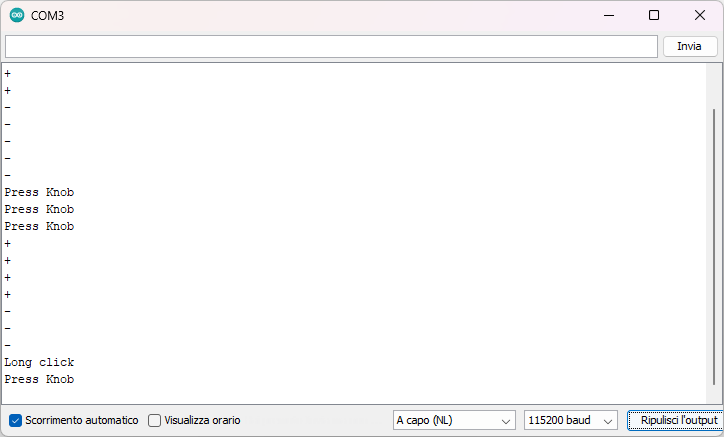 COM3
Invia
+
+
-
-
-
-
-
Press Knob
Press Knob
Press Knob
+
+
+
+
-
-
-
Long click
Press Knob
Scorrimento automatico
Visualizza orario
A capo (NL)
115200 baud
Ripulisci l'output